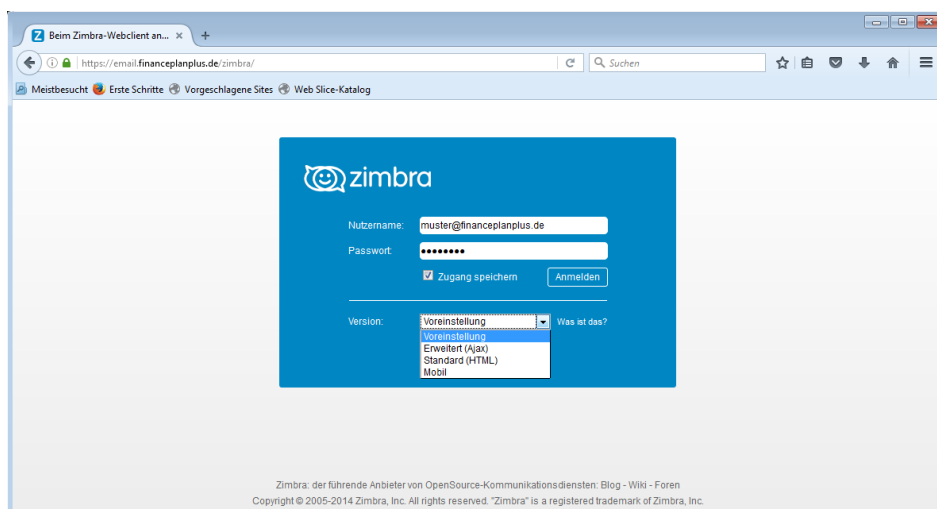 Beim Zimbra-Webclient an...
https://email.financeplanplus.de/zimbra/
Suchen
Meistbesucht Erste Schritte Vorgeschlagene Sites Web Slice-Katalog
zimbra
Nutzername: muster@financeplanplus.de
Passwort: ••••••••
Zugang speichern Anmelden
Version: Voreinstellung Was ist das?
Voreinstellung
Erweitert (Ajax)
Standard (HTML)
Mobil
Zimbra: der führende Anbieter von OpenSource-Kommunikationsdiensten: Blog - Wiki - Foren
Copyright © 2005-2014 Zimbra, Inc. All rights reserved. "Zimbra" is a registered trademark of Zimbra, Inc.